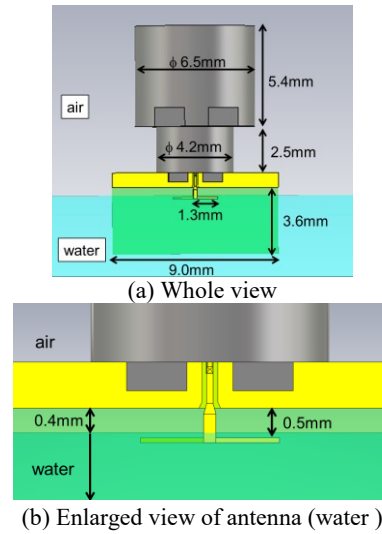 φ 6.5mm
5.4mm
air
φ 4.2mm
2.5mm
1.3mm
3.6mm
water
9.0mm
(a) Whole view
air
0.4mm
0.5mm
water
(b) Enlarged view of antenna (water )